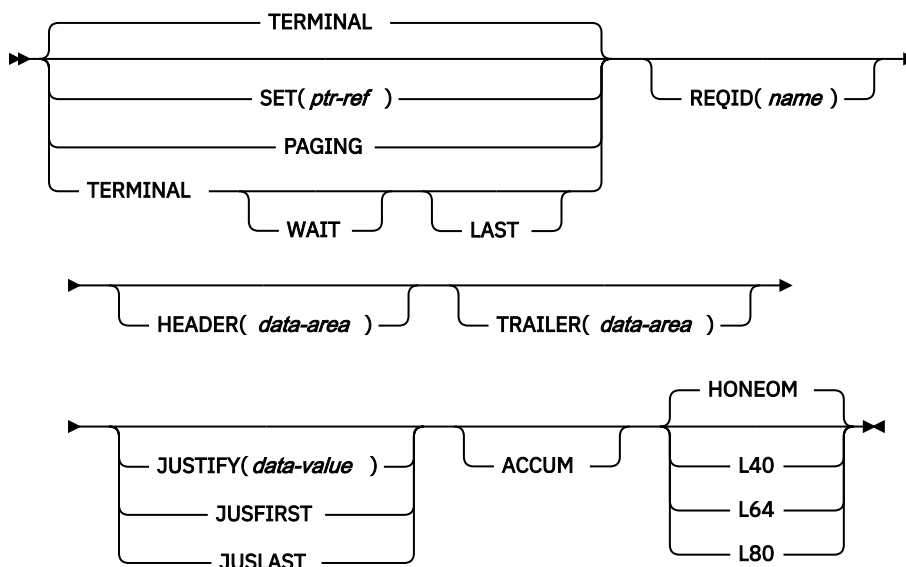 TERMINAL
SET( ptr-ref )
REQID( name )
PAGING
TERMINAL
WAIT
LAST
HEADER( data-area )
TRAILER( data-area )
HONEOM
JUSTIFY( data-value )
ACCUM
L40
JUSFIRST
L64
JUSLAST
L80